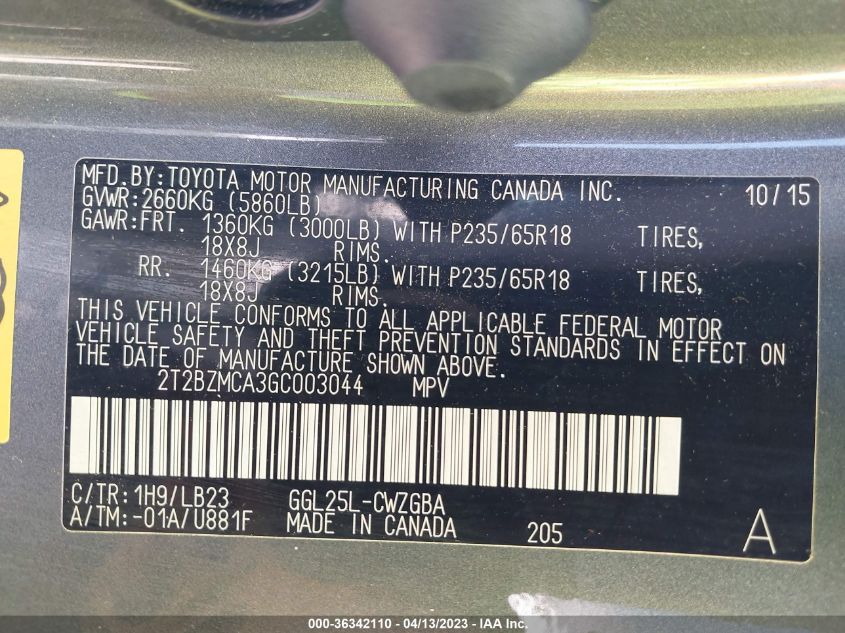 MFD.BY:TOYOTA MOTOR MANUFACTURING CANADA INC. 10/15
GVWR:2660KG (5860LB)
GAWR:FRT. 1360KG (3000LB) WITH P235/65R18 TIRES,
18X8J RIMS.
RR. 1460KG (3215LB) WITH P235/65R18 TIRES,
18X8J RIMS.
THIS VEHICLE CONFORMS TO ALL APPLICABLE FEDERAL MOTOR
VEHICLE SAFETY AND THEFT PREVENTION STANDARDS IN EFFECT ON
THE DATE OF MANUFACTURE SHOWN ABOVE.
2T2BZMCA3GC003044 MPV
C/TR:1H9/LB23 GGL25L-CWZGBA
A/TM:-01A/U881F MADE IN CANADA 205 A
000-36342110 - 04/13/2023 - IAA Inc.